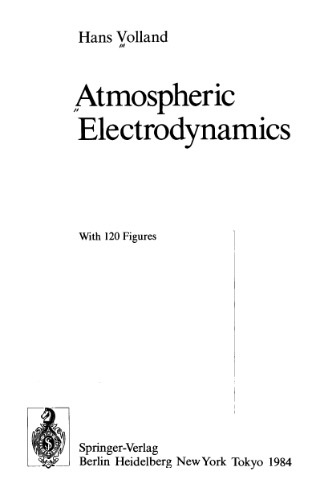 Hans Volland
Atmospheric
Electrodynamics
With 120 Figures
Springer-Verlag
Berlin Heidelberg New York Tokyo 1984